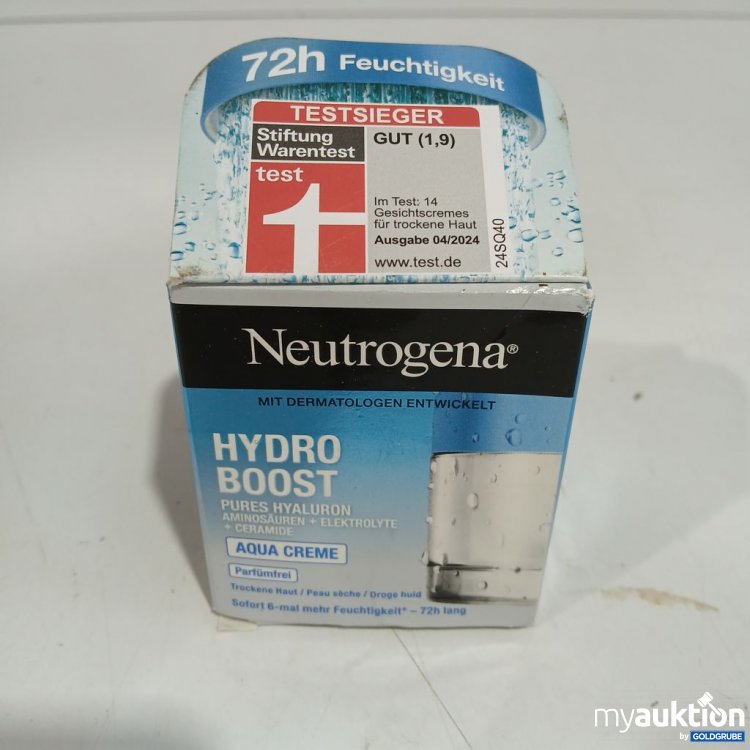 72h Feuchtigkeit
TESTSIEGER
Stiftung
Warentest
test
GUT (1,9)
Im Test: 14
Gesichtscremes
für trockene Haut
Ausgabe 04/2024
www.test.de
24SQ40
Neutrogena®
MIT DERMATOLOGEN ENTWICKELT
HYDRO
BOOST
PURES HYALURON
AMINOSÄUREN + ELEKTROLYTE
+ CERAMIDE
AQUA CREME
Parfümfrei
Trockene Haut / Peau sèche / Droge huid
Sofort 6-mal mehr Feuchtigkeit* – 72h lang
myauktion
by GOLDGRUBE